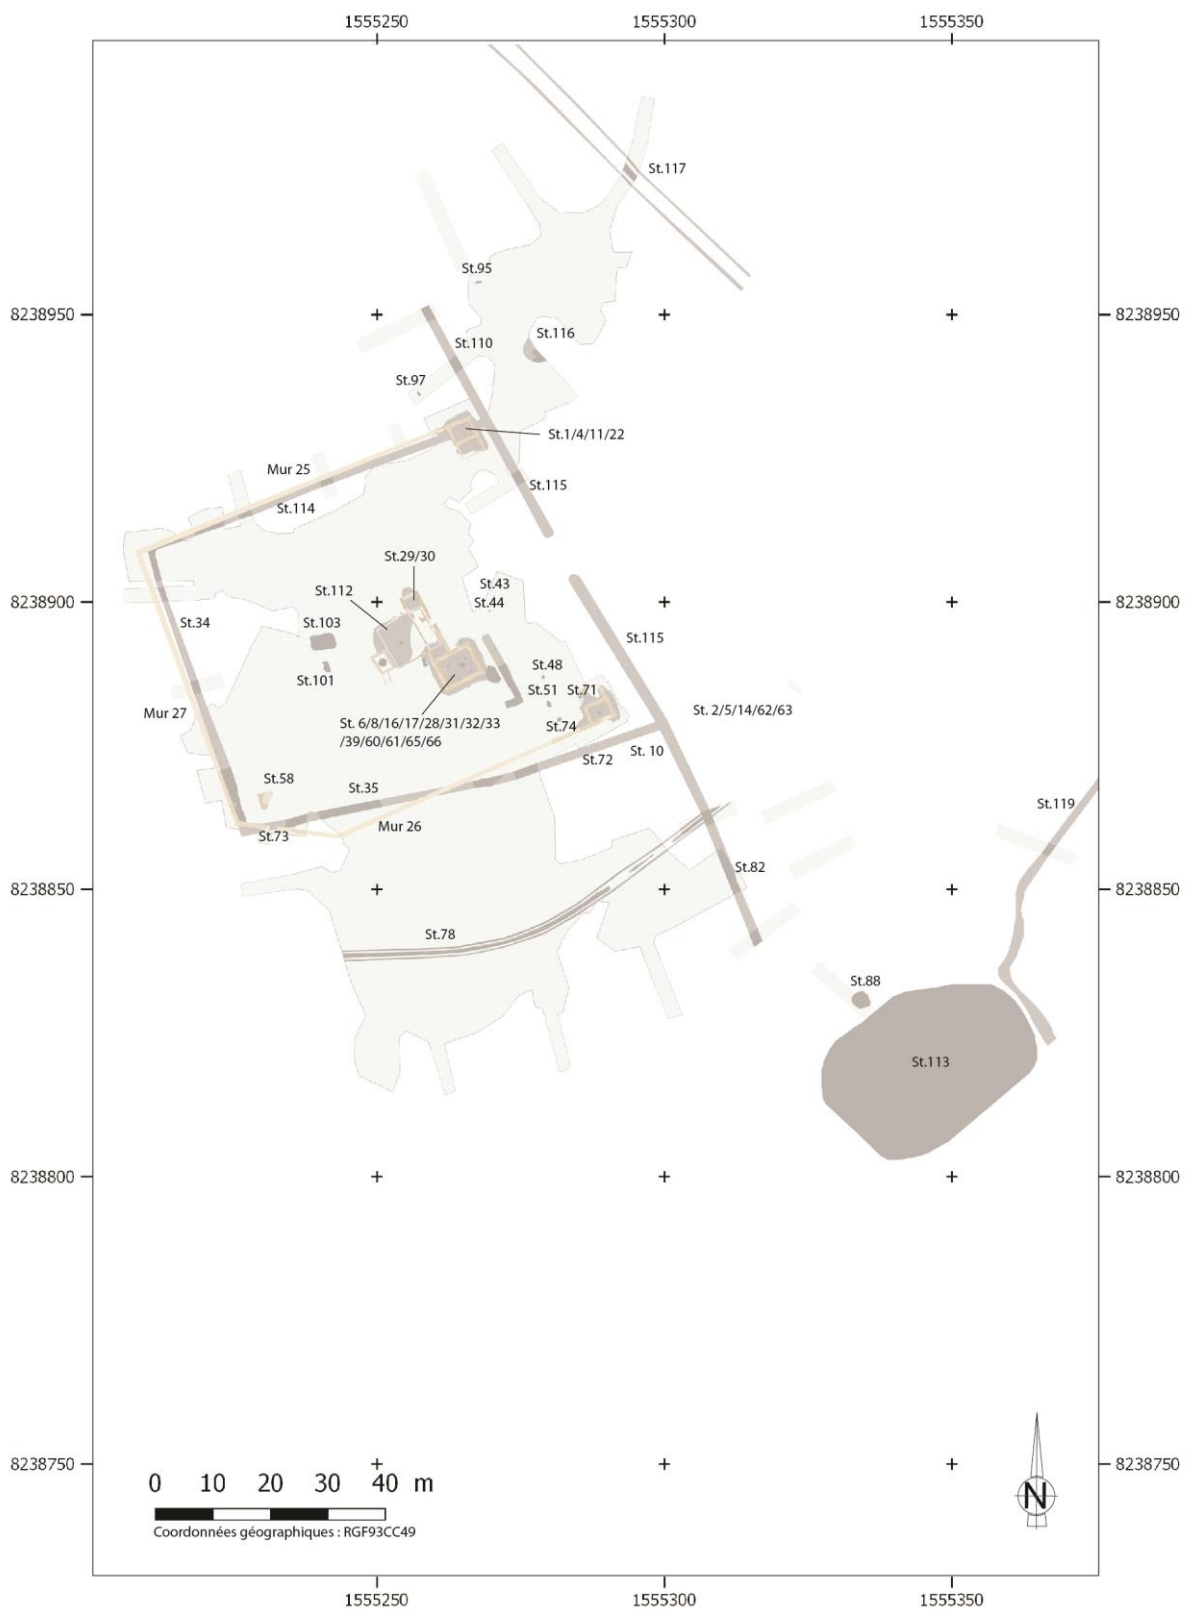 1555250
1555300
1555350
St.117
St.95
8238950
8238950
St.116
St.110
St.97
St.1/4/11/22
Mur 25
St.115
St.114
St.29/30
St.43
St.112
8238900
St.44
8238900
St.103
St.34
St.115
St.48
St.101
St.51
St.71
Mur 27
St. 2/5/14/62/63
St. 6/8/16/17/28/31/32/33
/39/60/61/65/66
St.74
St. 10
St.72
St.58
St.35
St.119
Mur 26
St.73
St.82
8238850
8238850
St.78
St.88
St.113
8238800
8238800
8238750
8238750
0 10 20 30 40 m
N
Coordonnées géographiques : RGF93CC49
1555250
1555300
1555350